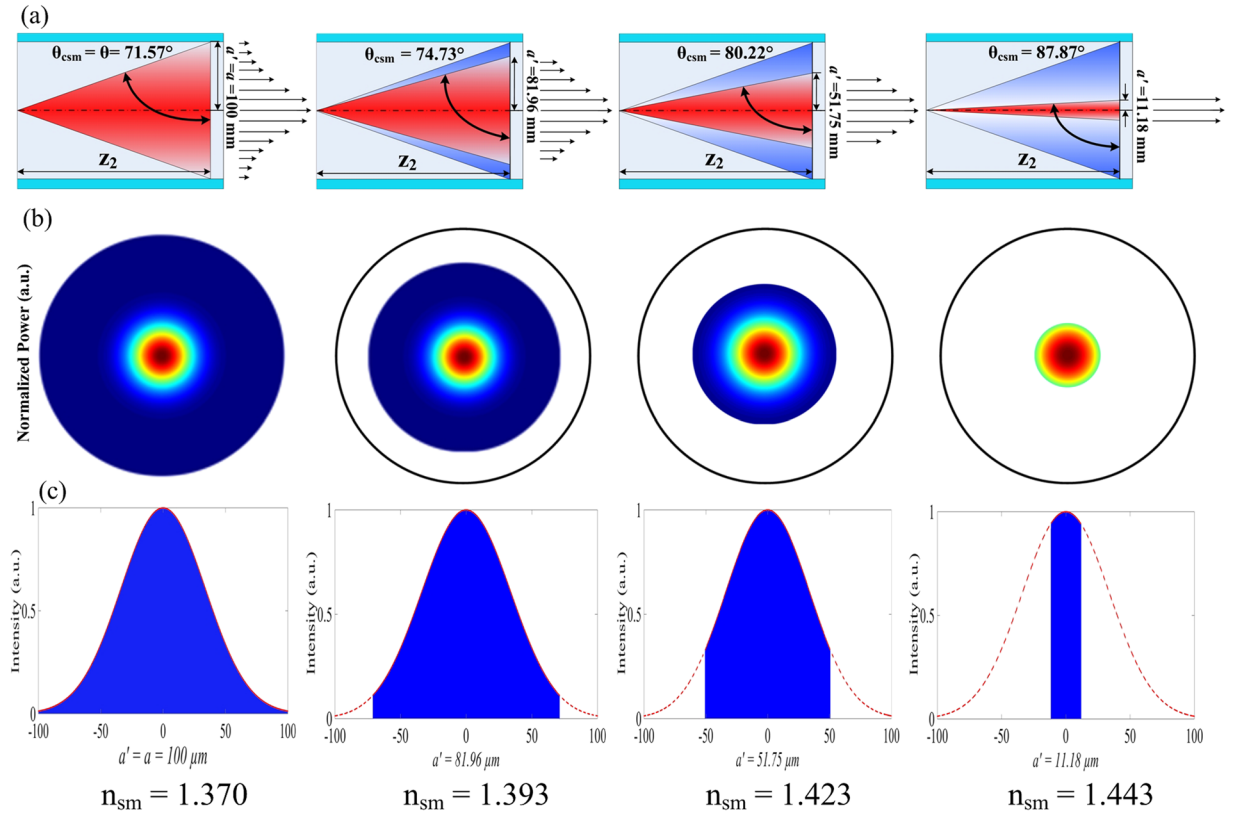 (a)
θcsm = θ= 71.57°
a' =a =100 mm
z2
θcsm = 74.73°
a' =81.96 mm
z2
θcsm = 80.22°
a' =51.75 mm
z2
θcsm = 87.87°
a' =11.18 mm
z2
(b)
Normalized Power (a.u.)
(c)
Intensity (a.u.)
1
0.5
0
-100 -50 0 50 100
a' = a = 100 μm
nsm = 1.370
Intensity (a.u.)
1
0.5
0
-100 -50 0 50 100
a' = 81.96 μm
nsm = 1.393
Intensity (a.u.)
1
0.5
0
-100 -50 0 50 100
a' = 51.75 μm
nsm = 1.423
Intensity (a.u.)
1
0.5
0
-100 -50 0 50 100
a' = 11.18 μm
nsm = 1.443